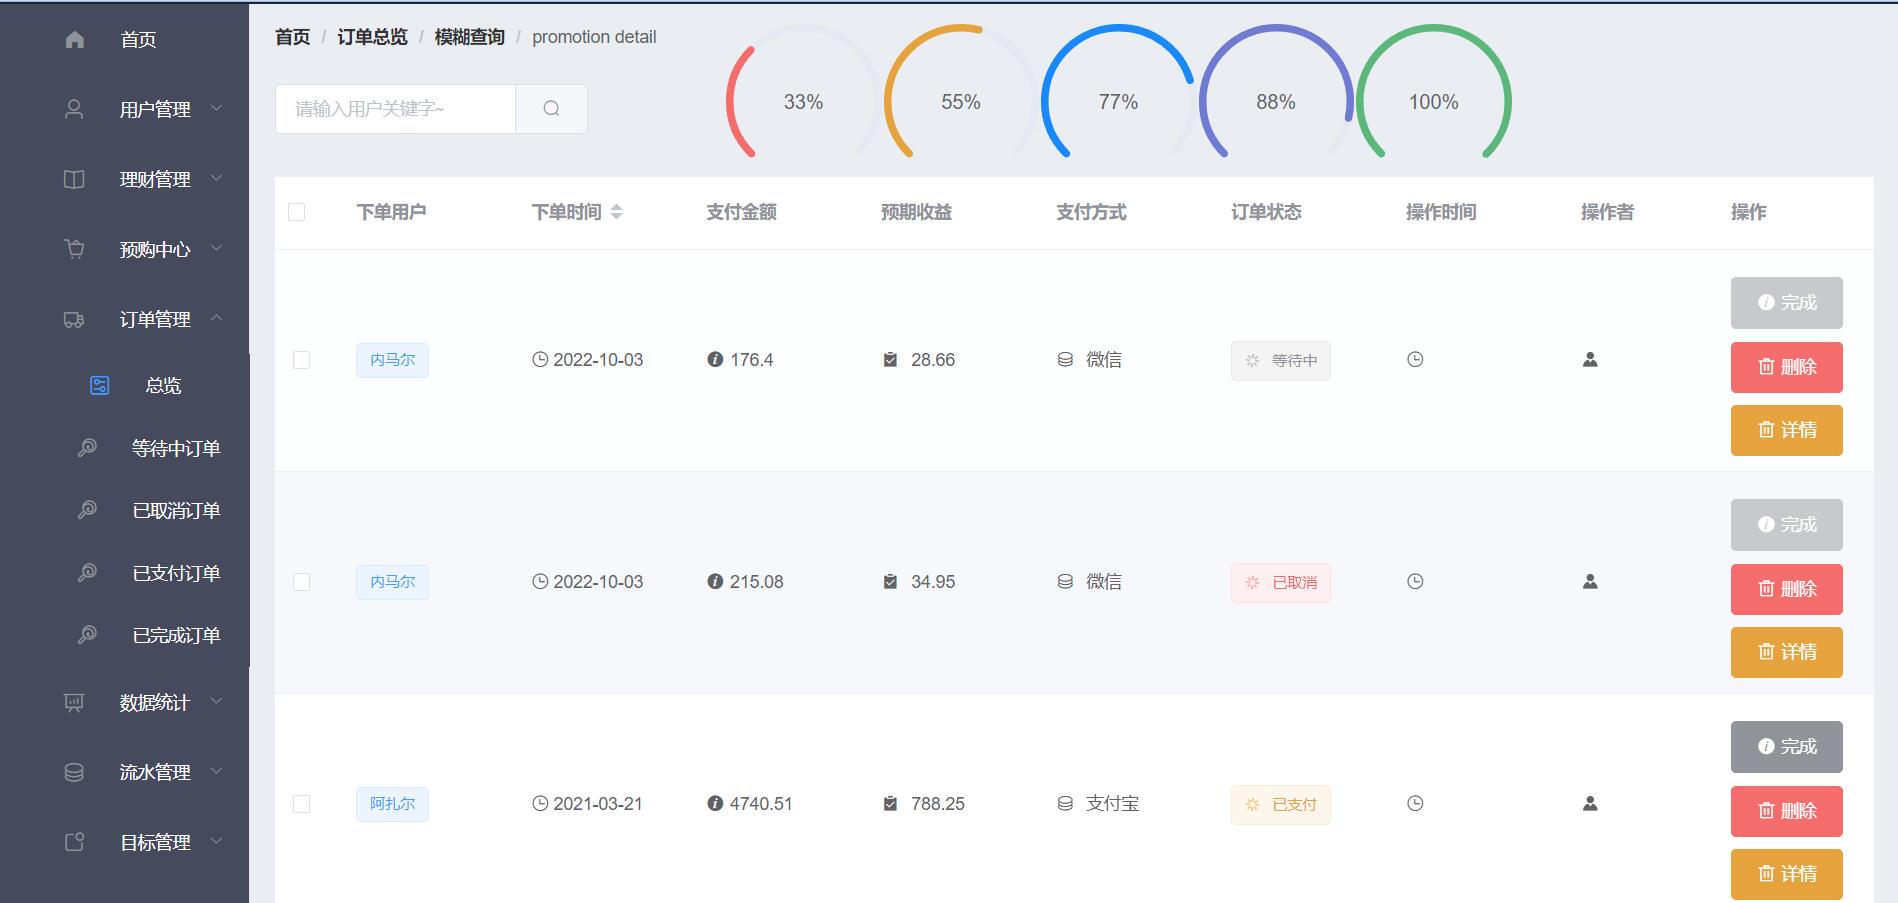 首页
用户管理
理财管理
预购中心
订单管理
总览
等待中订单
已取消订单
已支付订单
已完成订单
数据统计
流水管理
目标管理
首页 / 订单总览 / 模糊查询 / promotion detail
请输入用户关键字~
33% 55% 77% 88% 100%
下单用户 下单时间 支付金额 预期收益 支付方式 订单状态 操作时间 操作者 操作
内马尔 2022-10-03 176.4 28.66 微信 等待中
完成
删除
详情
内马尔 2022-10-03 215.08 34.95 微信 已取消
完成
删除
详情
阿扎尔 2021-03-21 4740.51 788.25 支付宝 已支付
完成
删除
详情